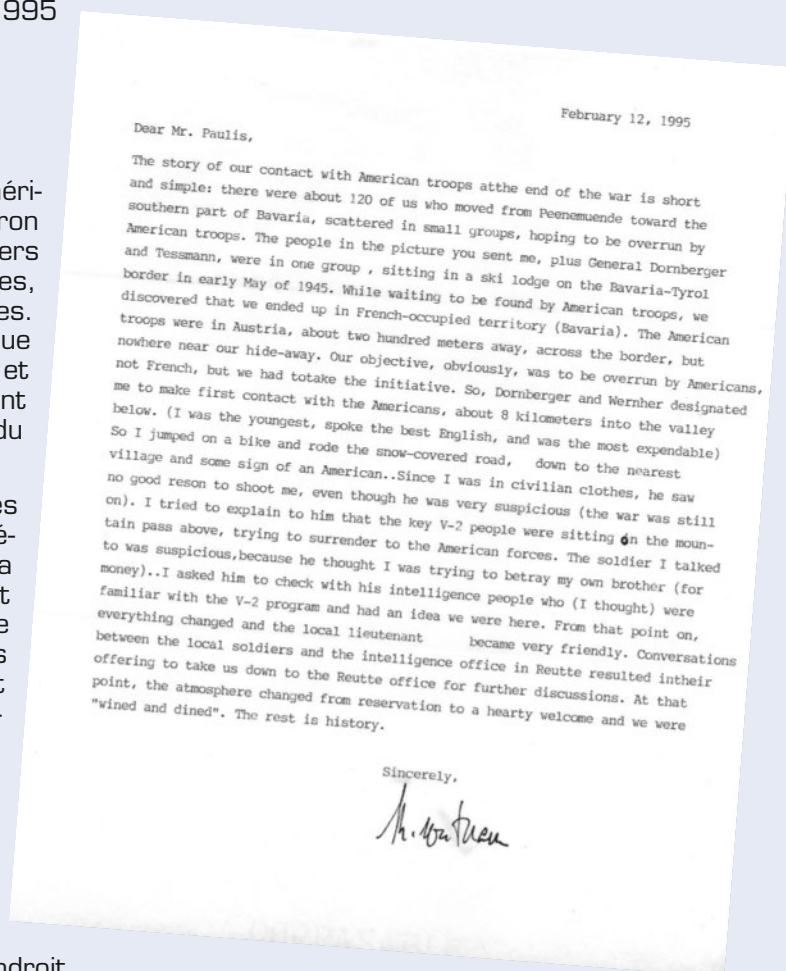 995
éri-
ron
ers
es,
es.
ue
et
nt
du
es
é-
a
t
e
s
t
ndroit
February 12, 1995
Dear Mr. Paulis,
The story of our contact with American troops atthe end of the war is short
and simple: there were about 120 of us who moved from Peenemuende toward the
southern part of Bavaria, scattered in small groups, hoping to be overrun by
American troops. The people in the picture you sent me, plus General Dornberger
and Tessmann, were in one group , sitting in a ski lodge on the Bavaria-Tyrol
border in early May of 1945. While waiting to be found by American troops, we
discovered that we ended up in French-occupied territory (Bavaria). The American
troops were in Austria, about two hundred meters away, across the border, but
nowhere near our hide-away. Our objective, obviously, was to be overrun by Americans,
not French, but we had totake the initiative. So, Dornberger and Wernher designated
me to make first contact with the Americans, about 8 kilometers into the valley
below. (I was the youngest, spoke the best English, and was the most expendable)
So I jumped on a bike and rode the snow-covered road, down to the nearest
village and some sign of an American..Since I was in civilian clothes, he saw
no good reson to shoot me, even though he was very suspicious (the war was still
on). I tried to explain to him that the key V-2 people were sitting on the moun-
tain pass above, trying to surrender to the American forces. The soldier I talked
to was suspicious,because he thought I was trying to betray my own brother (for
money)..I asked him to check with his intelligence people who (I thought) were
familiar with the V-2 program and had an idea we were here. From that point on,
everything changed and the local lieutenant became very friendly. Conversations
between the local soldiers and the intelligence office in Reutte resulted intheir
offering to take us down to the Reutte office for further discussions. At that
point, the atmosphere changed from reservation to a hearty welcome and we were
"wined and dined". The rest is history.
Sincerely,